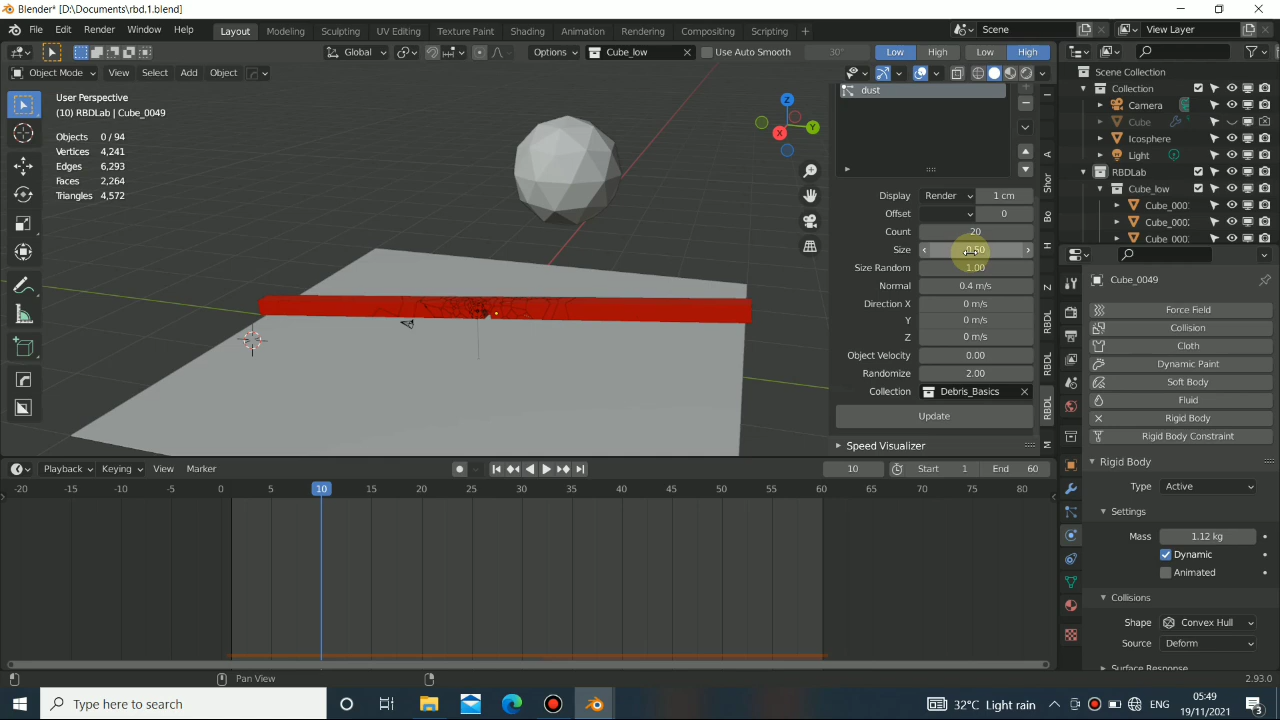 Blender* [D:\Documents\rbd.1.blend]
File Edit Render Window Help Layout Modeling Sculpting UV Editing Texture Paint Shading Animation Rendering Compositing Scripting + Scene View Layer
Global Options Cube_low Use Auto Smooth 30° Low High Low High
Object Mode View Select Add Object
User Perspective
(10) RBDLab | Cube_0049
Objects 0 / 94
Vertices 4,241
Edges 6,293
Faces 2,264
Triangles 4,572
Z
Y
X
dust
Display Render 1 cm
Offset 0
Count 20
Size 0.50
Size Random 1.00
Normal 0.4 m/s
Direction X 0 m/s
Y 0 m/s
Z 0 m/s
Object Velocity 0.00
Randomize 2.00
Collection Debris_Basics
Update
Speed Visualizer
I
A
Shor
Bo
H
Z
RBDL
RBDL
RBDL
M
Scene Collection
Collection
Camera
Cube
Icosphere
Light
RBDLab
Cube_low
Cube_000
Cube_000
Cube_000
Cube_0049
Force Field
Collision
Cloth
Dynamic Paint
Soft Body
Fluid
Rigid Body
Rigid Body Constraint
Rigid Body
Type Active
Settings
Mass 1.12 kg
Dynamic
Animated
Collisions
Shape Convex Hull
Source Deform
Surface Response
Playback Keying View Marker 10 Start 1 End 60
-20 -15 -10 -5 0 5 10 15 20 25 30 35 40 45 50 55 60 65 70 75 80
Pan View 2.93.0
Type here to search 32°C Light rain ENG 05:49
19/11/2021 3